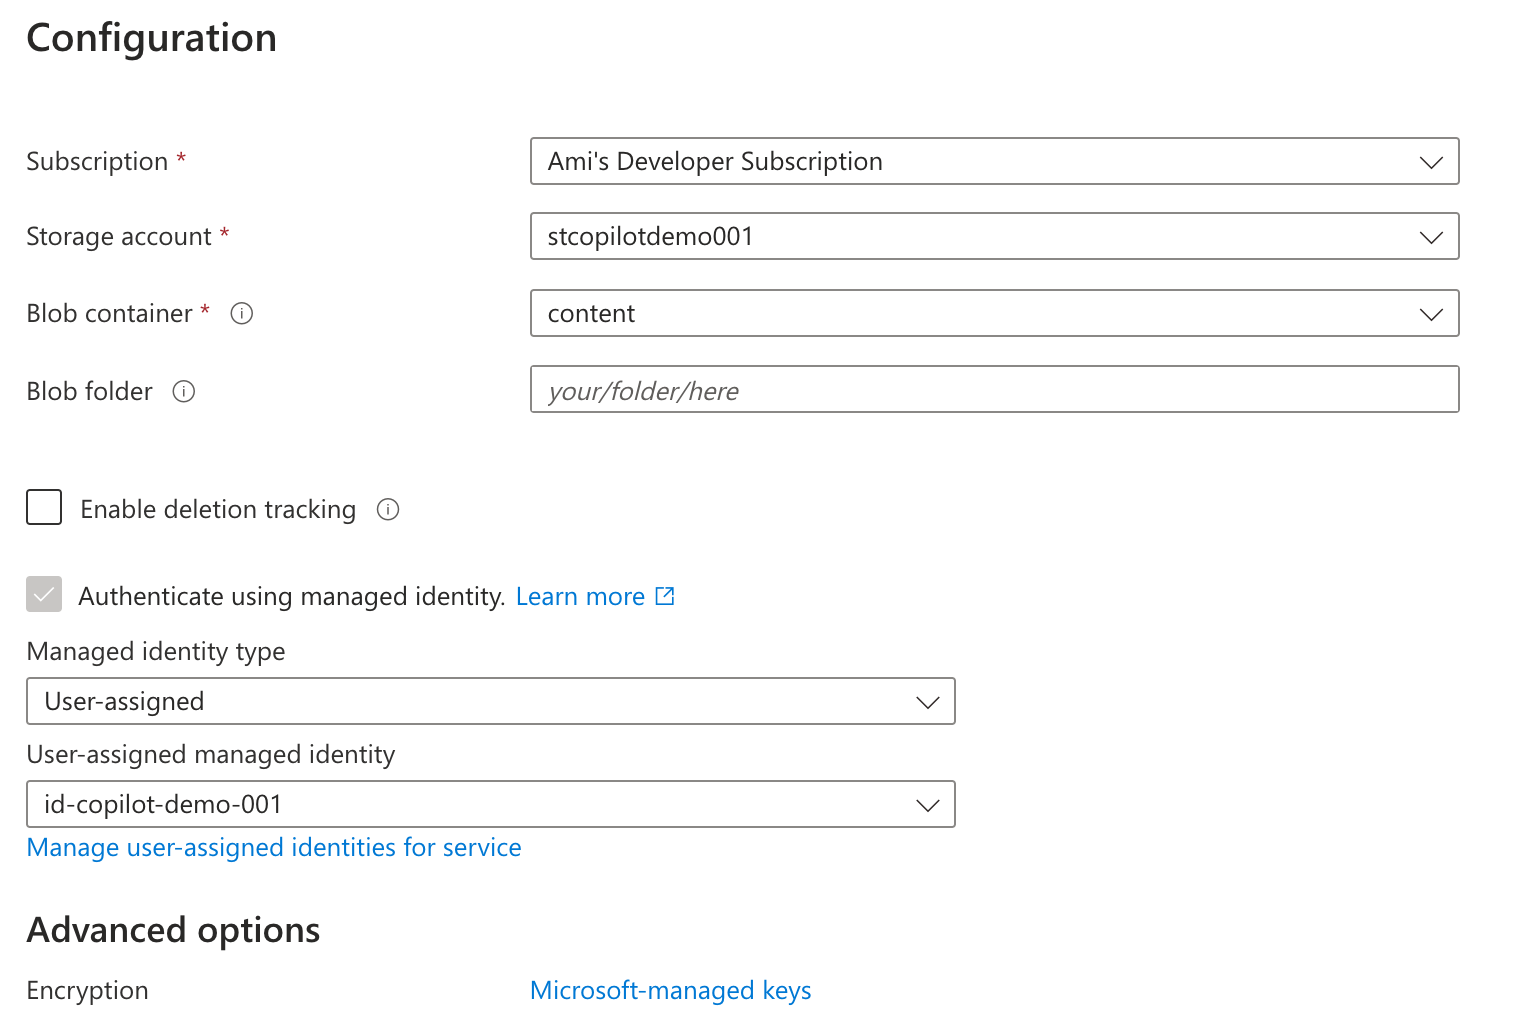 Configuration
Subscription *
Ami's Developer Subscription
Storage account *
stcopilotdemo001
Blob container *
content
Blob folder
your/folder/here
Enable deletion tracking
Authenticate using managed identity. Learn more
Managed identity type
User-assigned
User-assigned managed identity
id-copilot-demo-001
Manage user-assigned identities for service
Advanced options
Encryption
Microsoft-managed keys